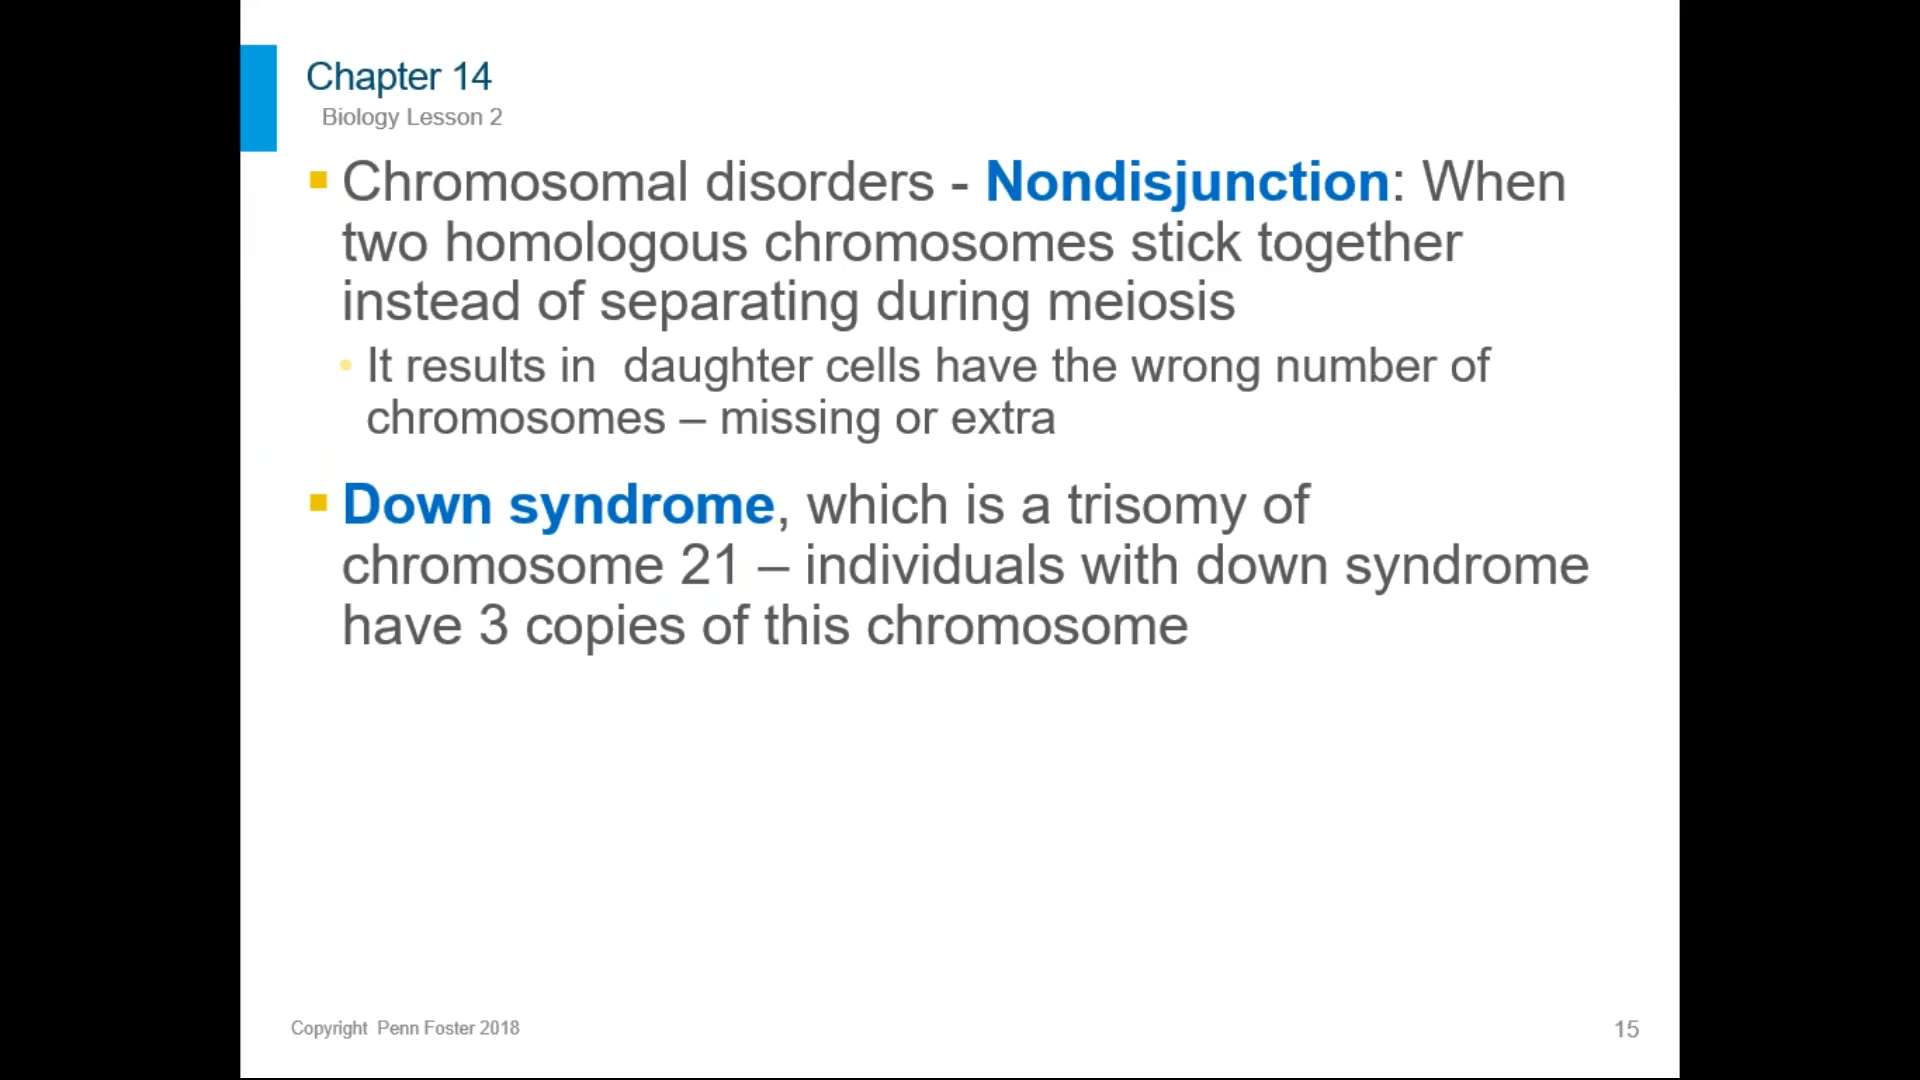 Chapter 14
Biology Lesson 2
Chromosomal disorders - Nondisjunction: When
two homologous chromosomes stick together
instead of separating during meiosis
It results in  daughter cells have the wrong number of
chromosomes – missing or extra
Down syndrome, which is a trisomy of
chromosome 21 – individuals with down syndrome
have 3 copies of this chromosome
Copyright  Penn Foster 2018
15